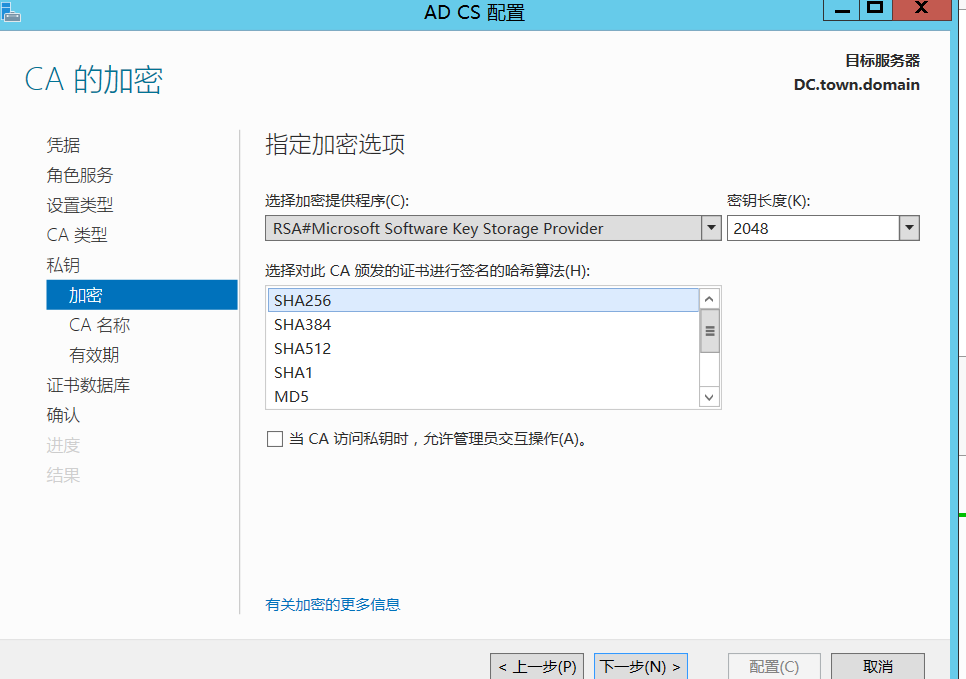 AD CS 配置
CA 的加密
目标服务器
DC.town.domain
凭据
角色服务
设置类型
CA 类型
私钥
加密
CA 名称
有效期
证书数据库
确认
进度
结果
指定加密选项
选择加密提供程序(C):
密钥长度(K):
RSA#Microsoft Software Key Storage Provider
2048
选择对此 CA 颁发的证书进行签名的哈希算法(H):
SHA256
SHA384
SHA512
SHA1
MD5
当 CA 访问私钥时，允许管理员交互操作(A)。
有关加密的更多信息
< 上一步(P)
下一步(N) >
配置(C)
取消